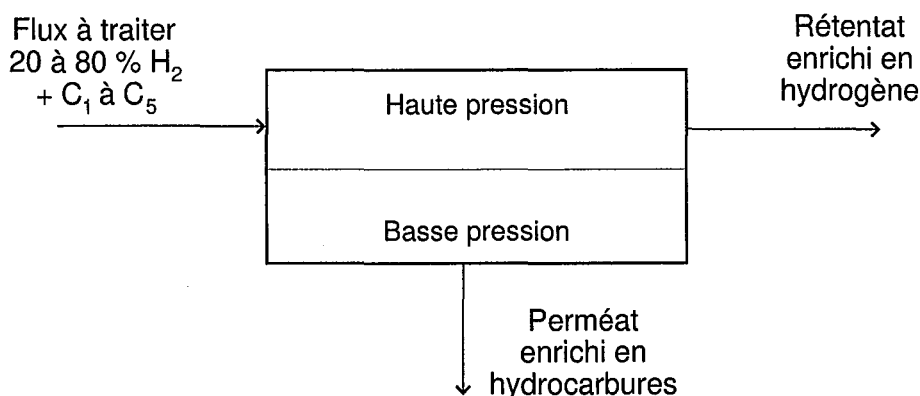 Flux à traiter
20 à 80 % H₂
+ C₁ à C₅
Haute pression
Rétentat
enrichi en
hydrogène
Basse pression
Perméat
enrichi en
hydrocarbures